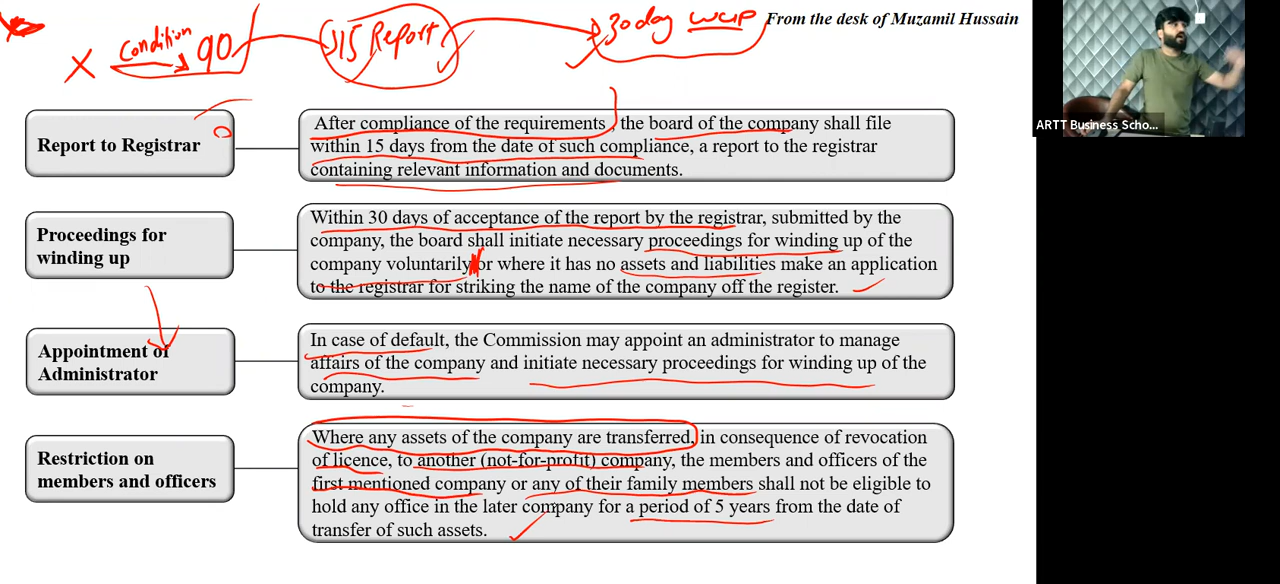 Condition 90 15 Report 30 day WUP
From the desk of Muzamil Hussain
ARTT Business Scho...
Report to Registrar
After compliance of the requirements, the board of the company shall file
within 15 days from the date of such compliance, a report to the registrar
containing relevant information and documents.
Proceedings for
winding up
Within 30 days of acceptance of the report by the registrar, submitted by the
company, the board shall initiate necessary proceedings for winding up of the
company voluntarily or where it has no assets and liabilities make an application
to the registrar for striking the name of the company off the register.
Appointment of
Administrator
In case of default, the Commission may appoint an administrator to manage
affairs of the company and initiate necessary proceedings for winding up of the
company.
Restriction on
members and officers
Where any assets of the company are transferred, in consequence of revocation
of licence, to another (not-for-profit) company, the members and officers of the
first mentioned company or any of their family members shall not be eligible to
hold any office in the later company for a period of 5 years from the date of
transfer of such assets.